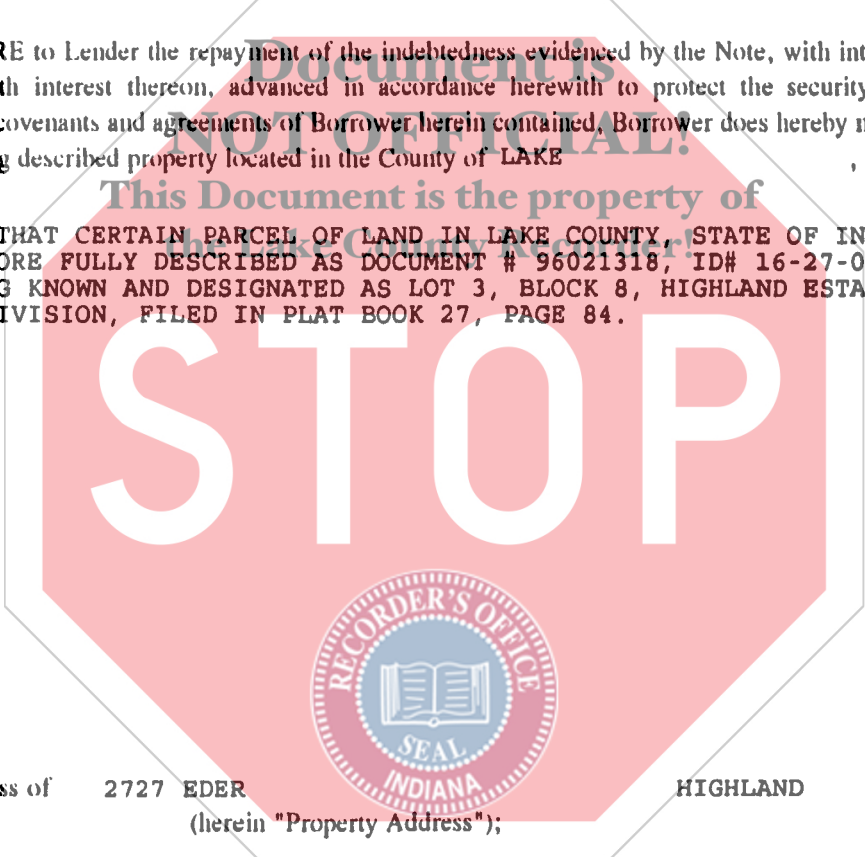 RE to Lender the repayment of the indebtedness evidenced by the Note, with int
th interest thereon, advanced in accordance herewith to protect the security
covenants and agreements of Borrower herein contained, Borrower does hereby m
g described property located in the County of LAKE ,
Document is
NOT OFFICIAL!
This Document is the property of
the Lake County Recorder!
THAT CERTAIN PARCEL OF LAND IN LAKE COUNTY, STATE OF IN
ORE FULLY DESCRIBED AS DOCUMENT # 96021318, ID# 16-27-0
G KNOWN AND DESIGNATED AS LOT 3, BLOCK 8, HIGHLAND ESTA
IVISION, FILED IN PLAT BOOK 27, PAGE 84.
STOP
RECORDER'S OFFICE
SEAL
INDIANA
ss of 2727 EDER HIGHLAND
(herein "Property Address");